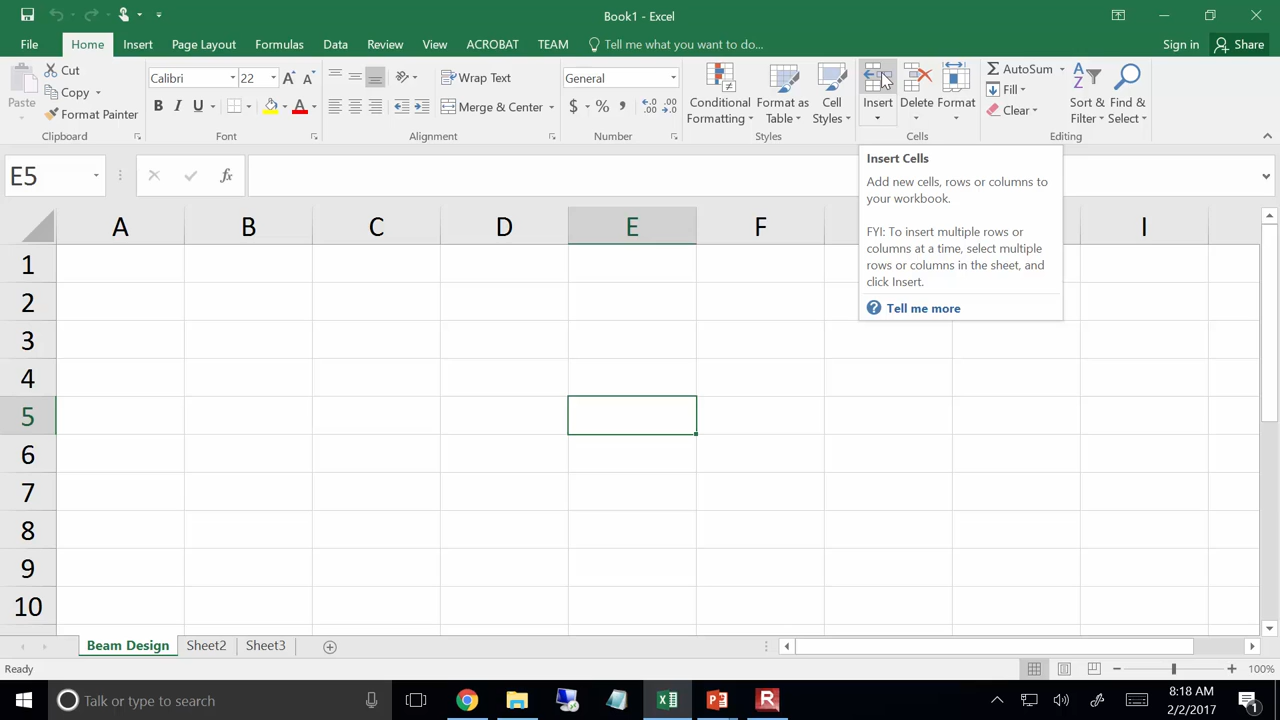 Book1 - Excel
File Home Insert Page Layout Formulas Data Review View ACROBAT TEAM Tell me what you want to do... Sign in Share
Paste
Cut
Copy
Format Painter
Clipboard
Calibri 22 A A
B I U A
Font
Wrap Text
Merge & Center
Alignment
General
$ % , .00 .0
Number
Conditional Formatting
Format as Table
Cell Styles
Styles
Insert Delete Format
Cells
AutoSum
Fill
Clear
Sort & Filter
Find & Select
Editing
E5 fx
Insert Cells
Add new cells, rows or columns to
your workbook.
FYI: To insert multiple rows or
columns at a time, select multiple
rows or columns in the sheet, and
click Insert.
? Tell me more
A B C D E F I
1
2
3
4
5
6
7
8
9
10
Beam Design Sheet2 Sheet3
Ready 100%
Talk or type to search
8:18 AM
2/2/2017